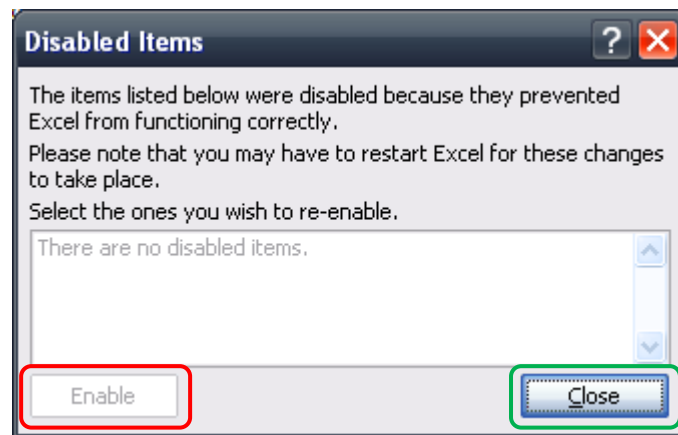 Disabled Items
The items listed below were disabled because they prevented
Excel from functioning correctly.
Please note that you may have to restart Excel for these changes
to take place.
Select the ones you wish to re-enable.
There are no disabled items.
Enable
Close